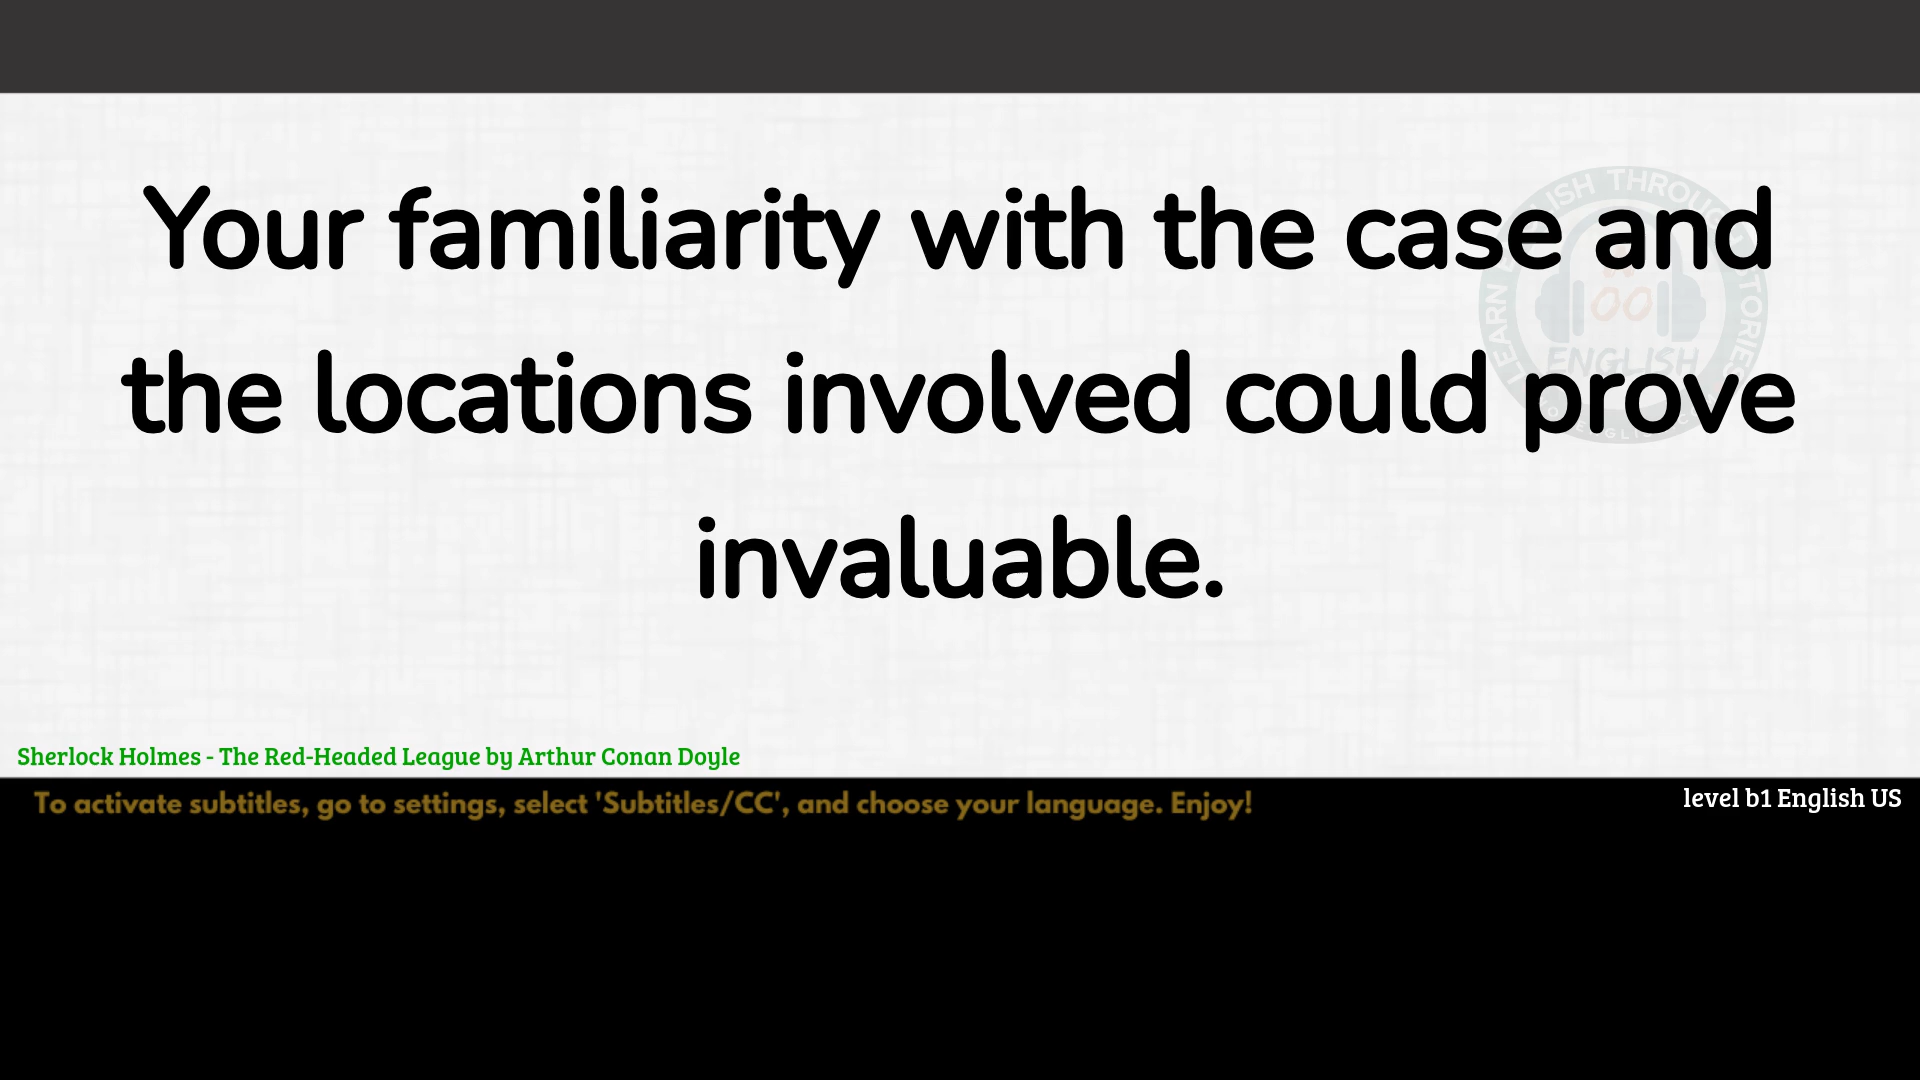 Your familiarity with the case and
the locations involved could prove
invaluable.
Sherlock Holmes - The Red-Headed League by Arthur Conan Doyle
To activate subtitles, go to settings, select 'Subtitles/CC', and choose your language. Enjoy!
level b1 English US
ENGLISH